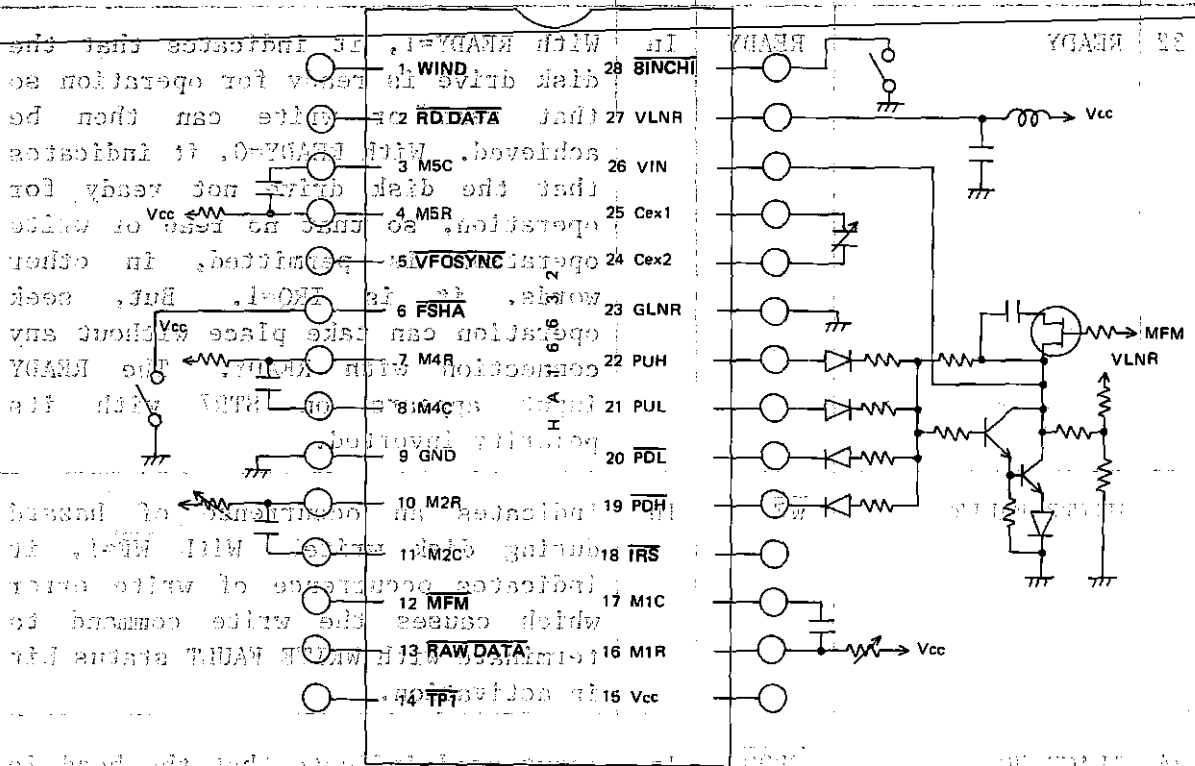 1 WIND
2 RD DATA
3 M5C
Vcc
4 M5R
5 VFOSYNC
6 FSHA
Vcc
7 M4R
8 M4C
9 GND
10 M2R
11 M2C
12 MFM
13 RAW DATA
14 TP1
HA16632
28 8INCHI
27 VLNR
Vcc
26 VIN
25 Cex1
24 Cex2
23 GLNR
22 PUH
MFM
VLNR
21 PUL
20 PDL
19 PDH
18 IRS
17 M1C
16 M1R
Vcc
15 Vcc
32 READY
READY
In
With READY=1, it indicates that the
disk drive is ready for operation so
that or write can then be
achieved. With READY=0, it indicates
that the disk drive not ready for
operation, so that no read or write
operation is permitted, in other
words, it is IRQ=1. But, seek
operation can take place without any
connection with READY. The READY
input appears on STR7 with its
polarity inverted
In
indicates an occurrence of hazard
during disk write. With WF=1, it
indicates occurrence of write error
which causes the write command to
terminate with WRITE FAULT status bit
in activation.